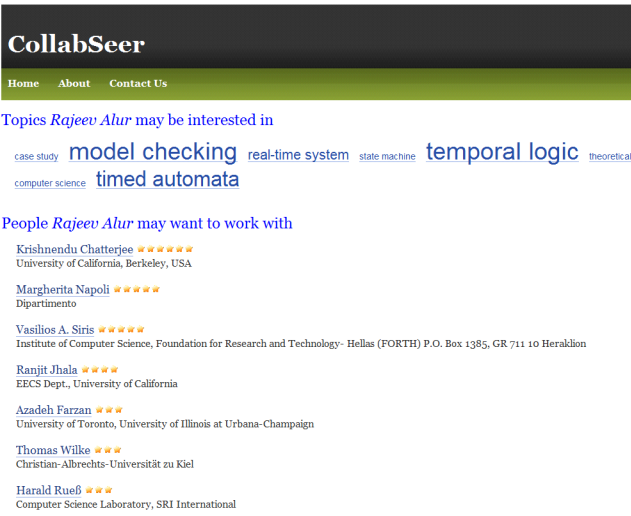 CollabSeer
Home About Contact Us
Topics Rajeev Alur may be interested in
case study model checking real-time system state machine temporal logic theoretical
computer science timed automata
People Rajeev Alur may want to work with
Krishnendu Chatterjee
University of California, Berkeley, USA
Margherita Napoli
Dipartimento
Vasilios A. Siris
Institute of Computer Science, Foundation for Research and Technology- Hellas (FORTH) P.O. Box 1385, GR 711 10 Heraklion
Ranjit Jhala
EECS Dept., University of California
Azadeh Farzan
University of Toronto, University of Illinois at Urbana-Champaign
Thomas Wilke
Christian-Albrechts-Universität zu Kiel
Harald Rueß
Computer Science Laboratory, SRI International